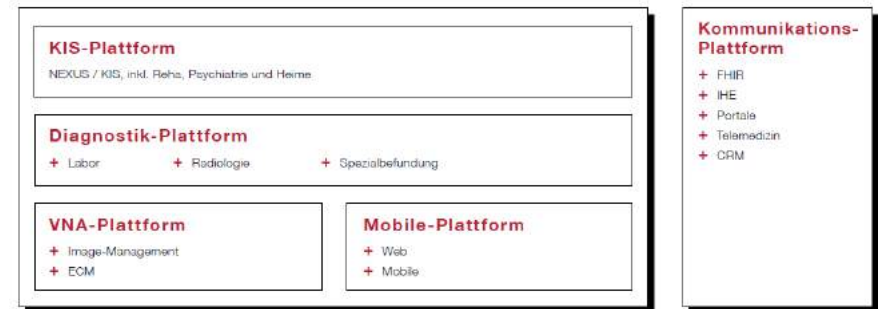 KIS-Plattform
NEXUS / KIS, inkl. Reha, Psychiatrie und Heime
Diagnostik-Plattform
+ Labor + Radiologie + Spezialbefundung
VNA-Plattform
+ Image-Management
+ ECM
Mobile-Plattform
+ Web
+ Mobile
Kommunikations-
Plattform
+ FHIR
+ IHE
+ Portale
+ Telemedizin
+ CRM